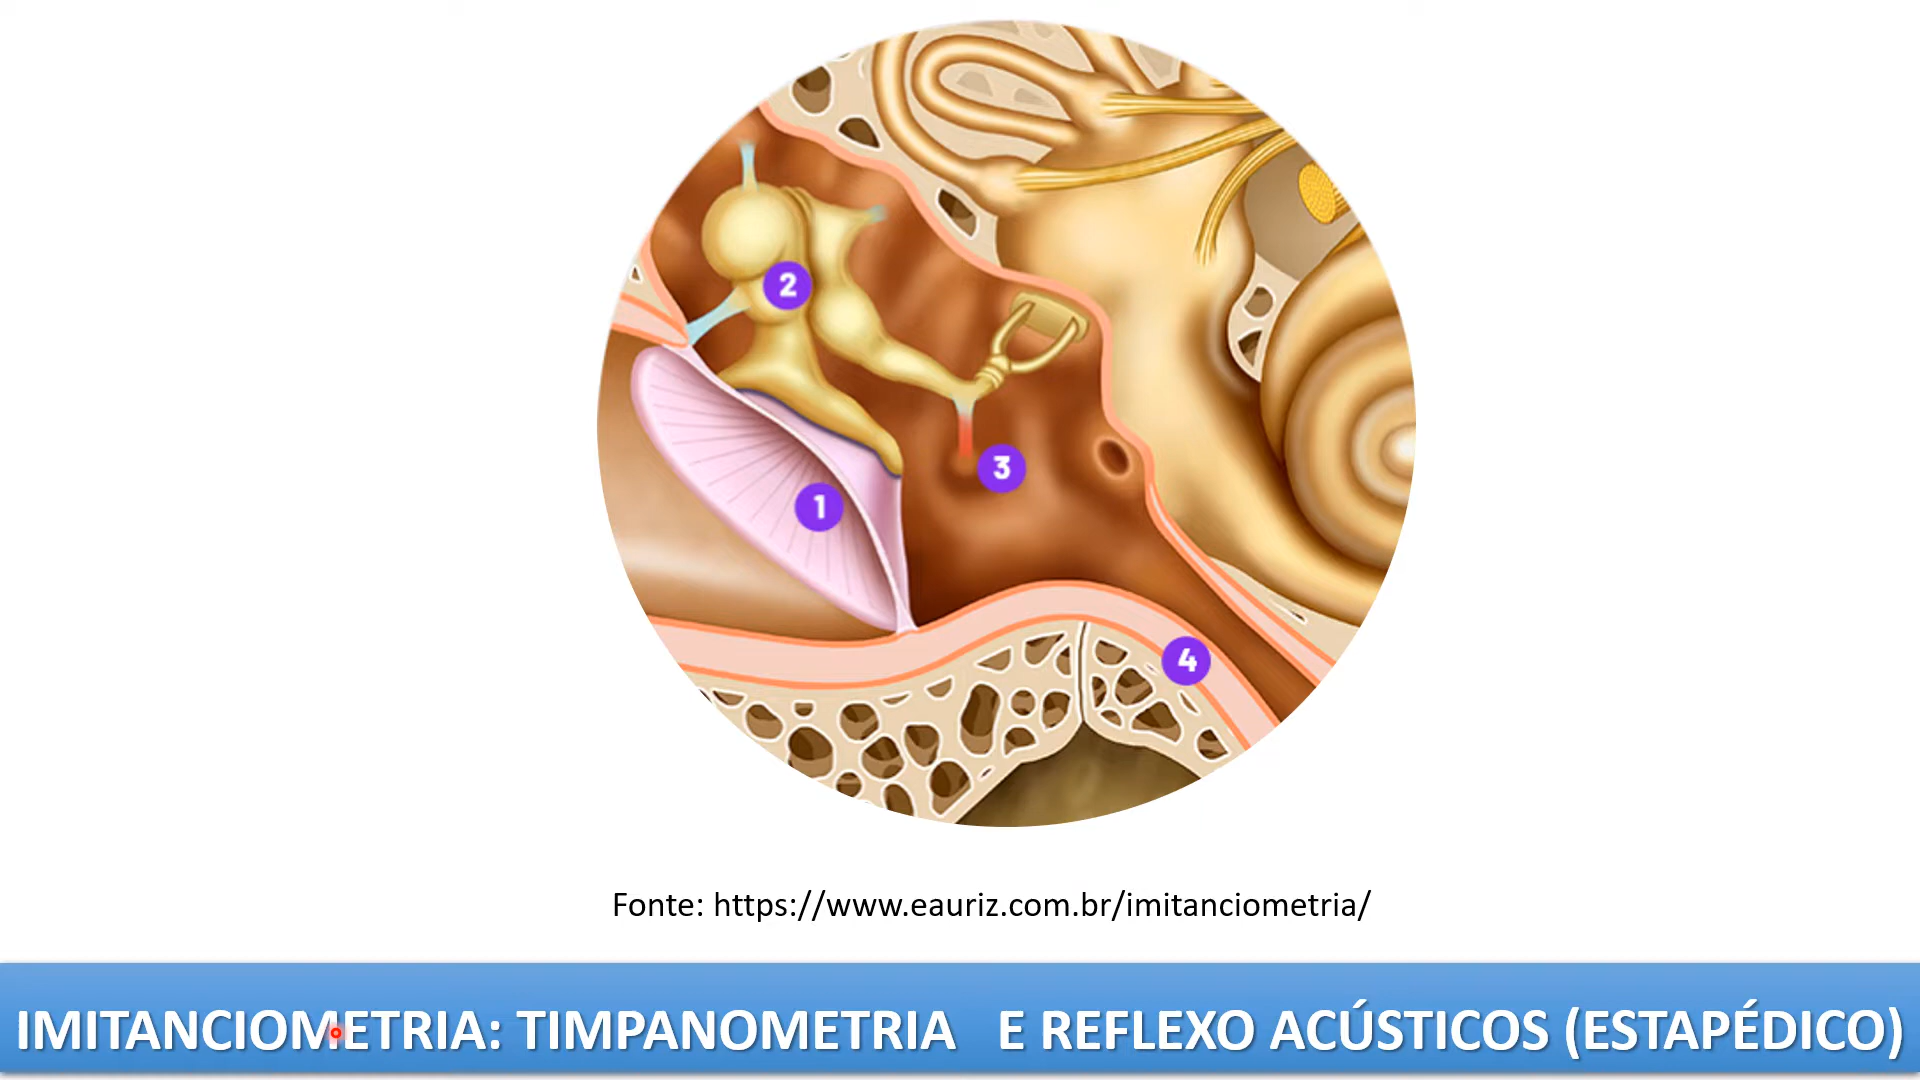 2
3
1
4
Fonte: https://www.eauriz.com.br/imitanciometria/
IMITANCIOMETRIA: TIMPANOMETRIA E REFLEXO ACÚSTICOS (ESTAPÉDICO)